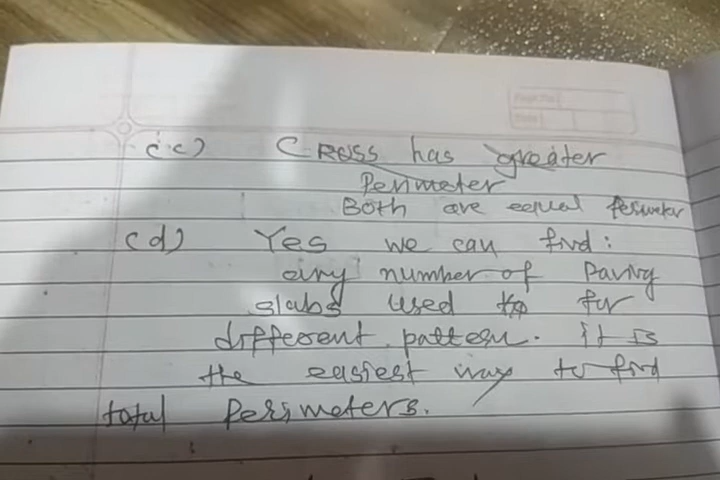 (c) Cross has greater
Perimeter
Both are eequal perimeter
(d) Yes we can find:
any number of Paving
slabs used for
different pattern. it is
the easiest way to find
total Perimeters.